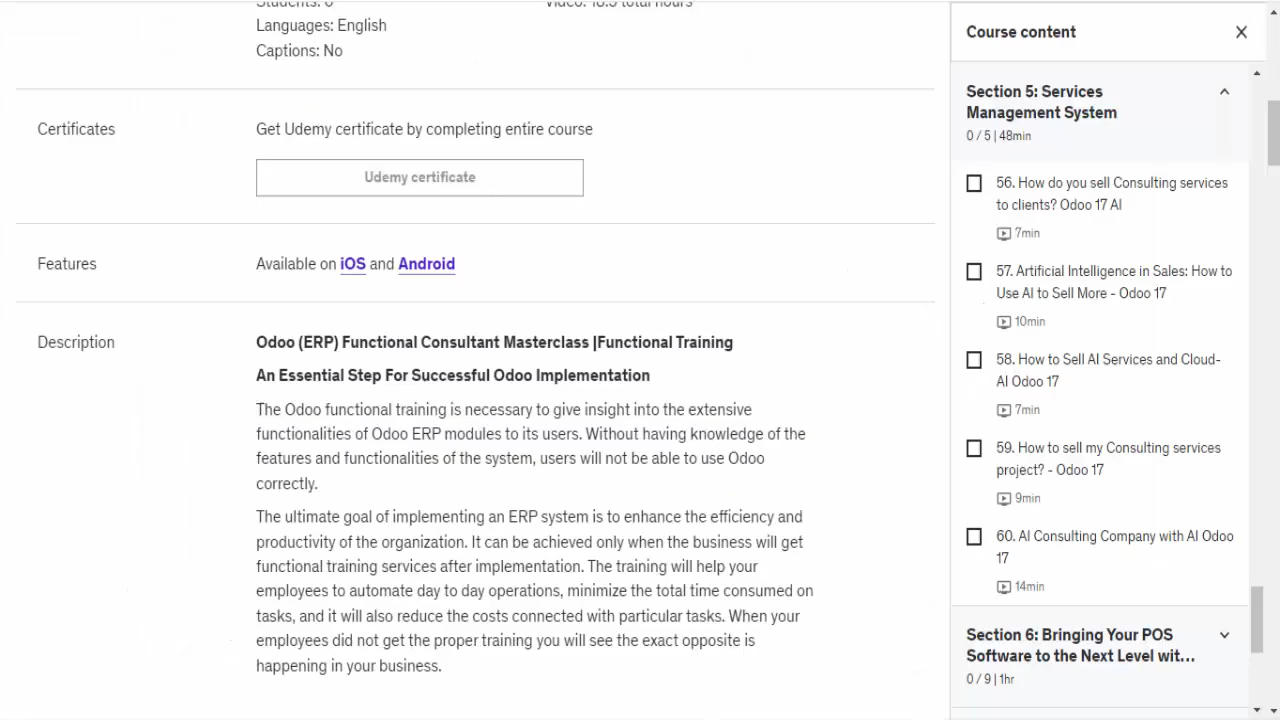 Students: 0
Video: 18.5 total hours
Languages: English
Captions: No
Certificates
Get Udemy certificate by completing entire course
Udemy certificate
Features
Available on iOS and Android
Description
Odoo (ERP) Functional Consultant Masterclass |Functional Training
An Essential Step For Successful Odoo Implementation
The Odoo functional training is necessary to give insight into the extensive
functionalities of Odoo ERP modules to its users. Without having knowledge of the
features and functionalities of the system, users will not be able to use Odoo
correctly.
The ultimate goal of implementing an ERP system is to enhance the efficiency and
productivity of the organization. It can be achieved only when the business will get
functional training services after implementation. The training will help your
employees to automate day to day operations, minimize the total time consumed on
tasks, and it will also reduce the costs connected with particular tasks. When your
employees did not get the proper training you will see the exact opposite is
happening in your business.
Course content
Section 5: Services
Management System
0 / 5 | 48min
56. How do you sell Consulting services
to clients? Odoo 17 AI
7min
57. Artificial Intelligence in Sales: How to
Use AI to Sell More - Odoo 17
10min
58. How to Sell AI Services and Cloud-
AI Odoo 17
7min
59. How to sell my Consulting services
project? - Odoo 17
9min
60. AI Consulting Company with AI Odoo
17
14min
Section 6: Bringing Your POS
Software to the Next Level wit...
0 / 9 | 1hr